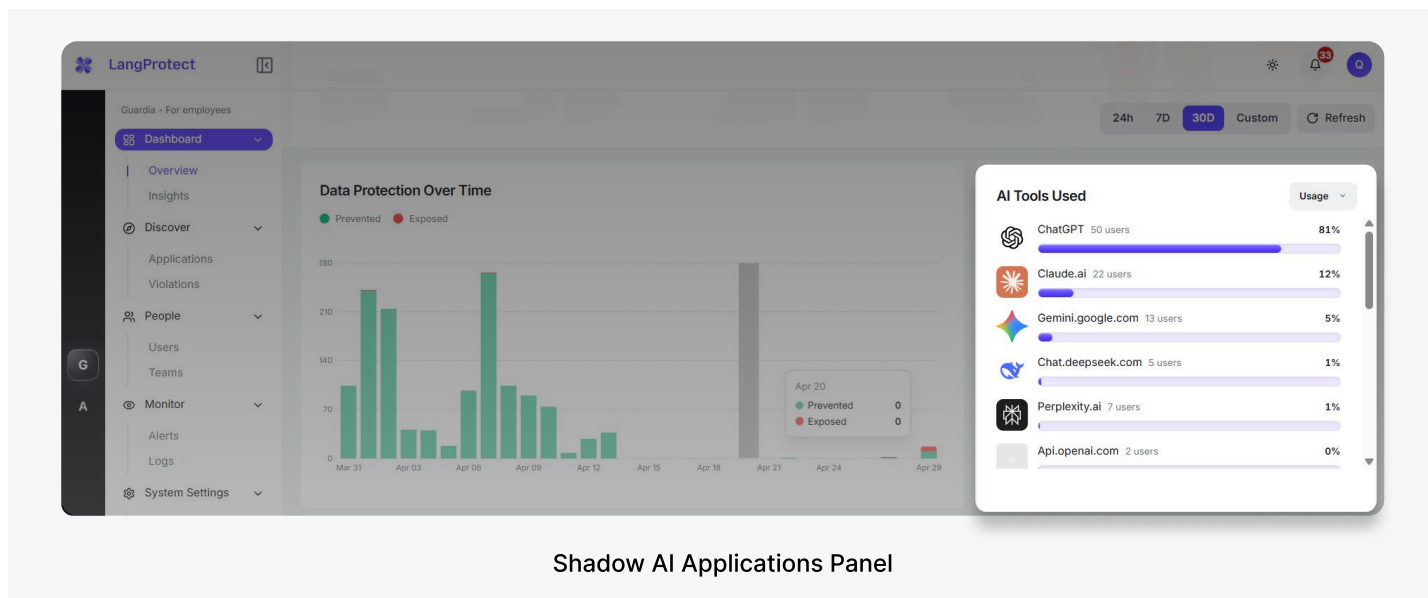 LangProtect
33
Q
Guardia - For employees
Dashboard
Overview
Insights
Discover
Applications
Violations
People
Users
Teams
Monitor
Alerts
Logs
System Settings
G
A
24h 7D 30D Custom Refresh
Data Protection Over Time
Prevented Exposed
280
210
140
70
0
Mar 31 Apr 03 Apr 06 Apr 09 Apr 12 Apr 15 Apr 18 Apr 21 Apr 24 Apr 29
Apr 20
Prevented 0
Exposed 0
AI Tools Used
Usage
ChatGPT 50 users 81%
Claude.ai 22 users 12%
Gemini.google.com 13 users 5%
Chat.deepseek.com 5 users 1%
Perplexity.ai 7 users 1%
Api.openai.com 2 users 0%
Shadow AI Applications Panel